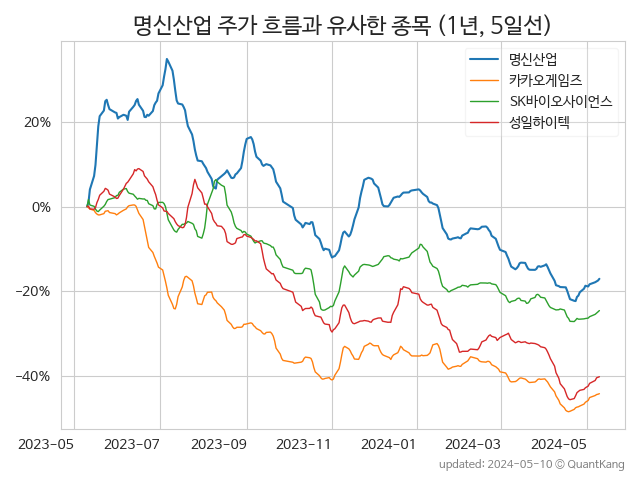 명신산업 주가 흐름과 유사한 종목 (1년, 5일선)
명신산업
카카오게임즈
SK바이오사이언스
성일하이텍
20%
0%
−20%
−40%
2023-05 2023-07 2023-09 2023-11 2024-01 2024-03 2024-05
updated: 2024-05-10 © QuantKang